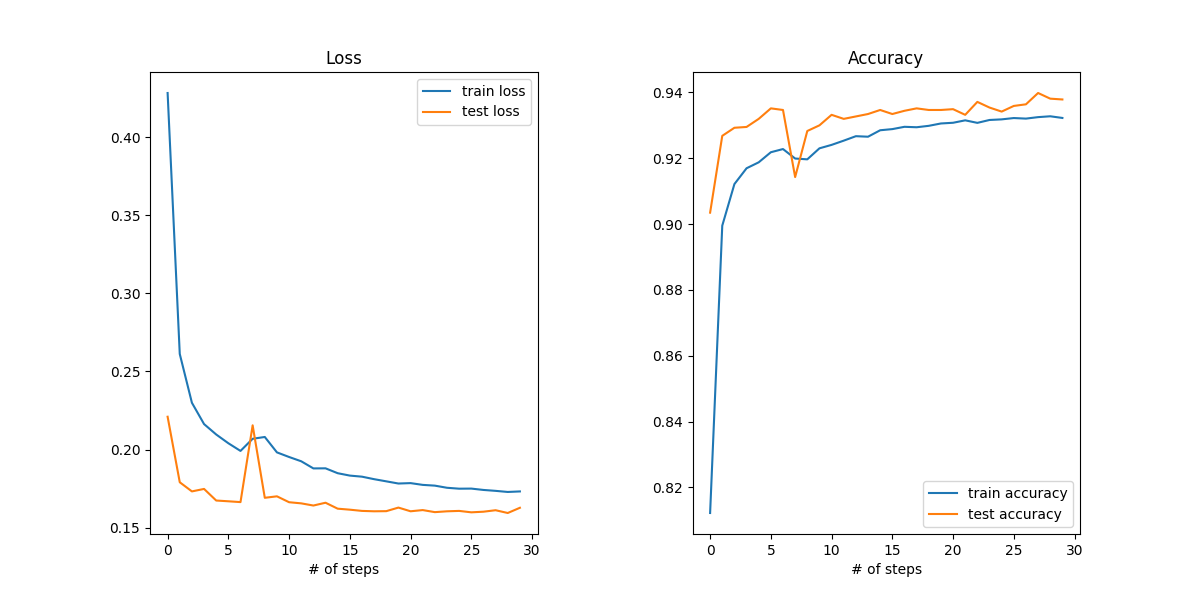 Loss
train loss
test loss
0.40
0.35
0.30
0.25
0.20
0.15
0 5 10 15 20 25 30
# of steps
Accuracy
0.94
0.92
0.90
0.88
0.86
0.84
0.82
train accuracy
test accuracy
0 5 10 15 20 25 30
# of steps